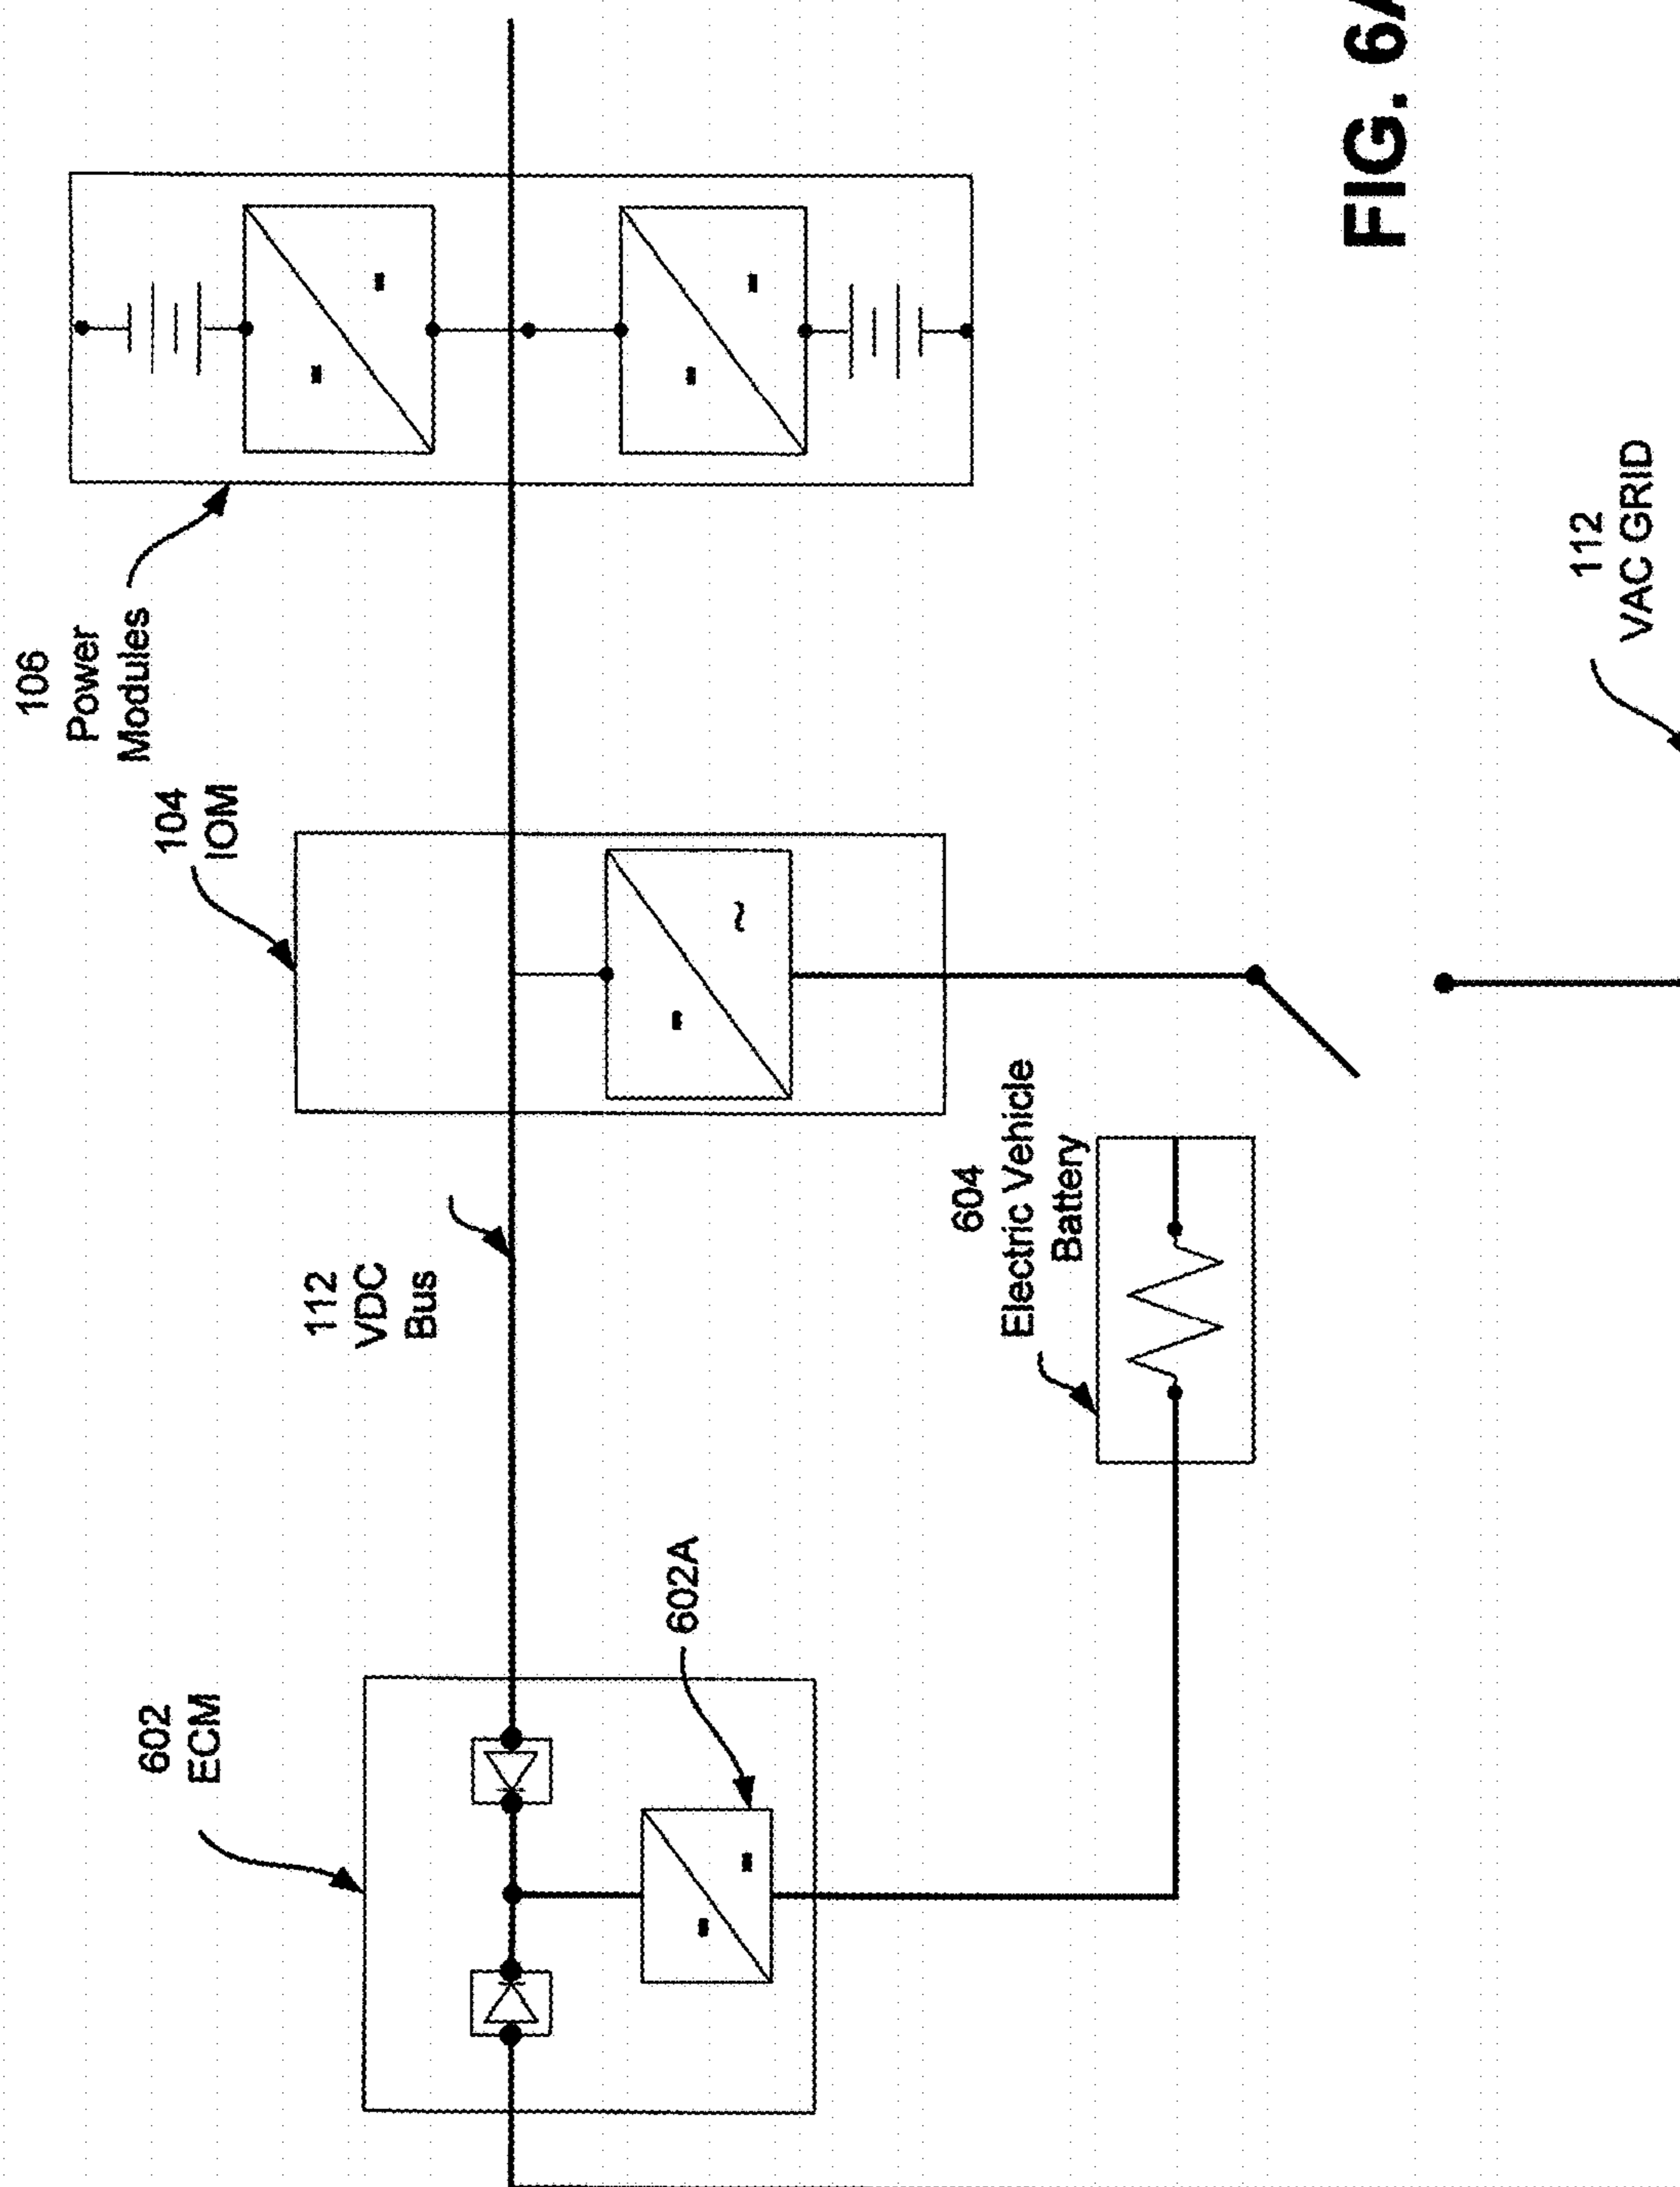 602
ECM
602A
112
VDC
Bus
604
Electric Vehicle
Battery
104
IOM
106
Power
Modules
112
VAC GRID
FIG. 6A